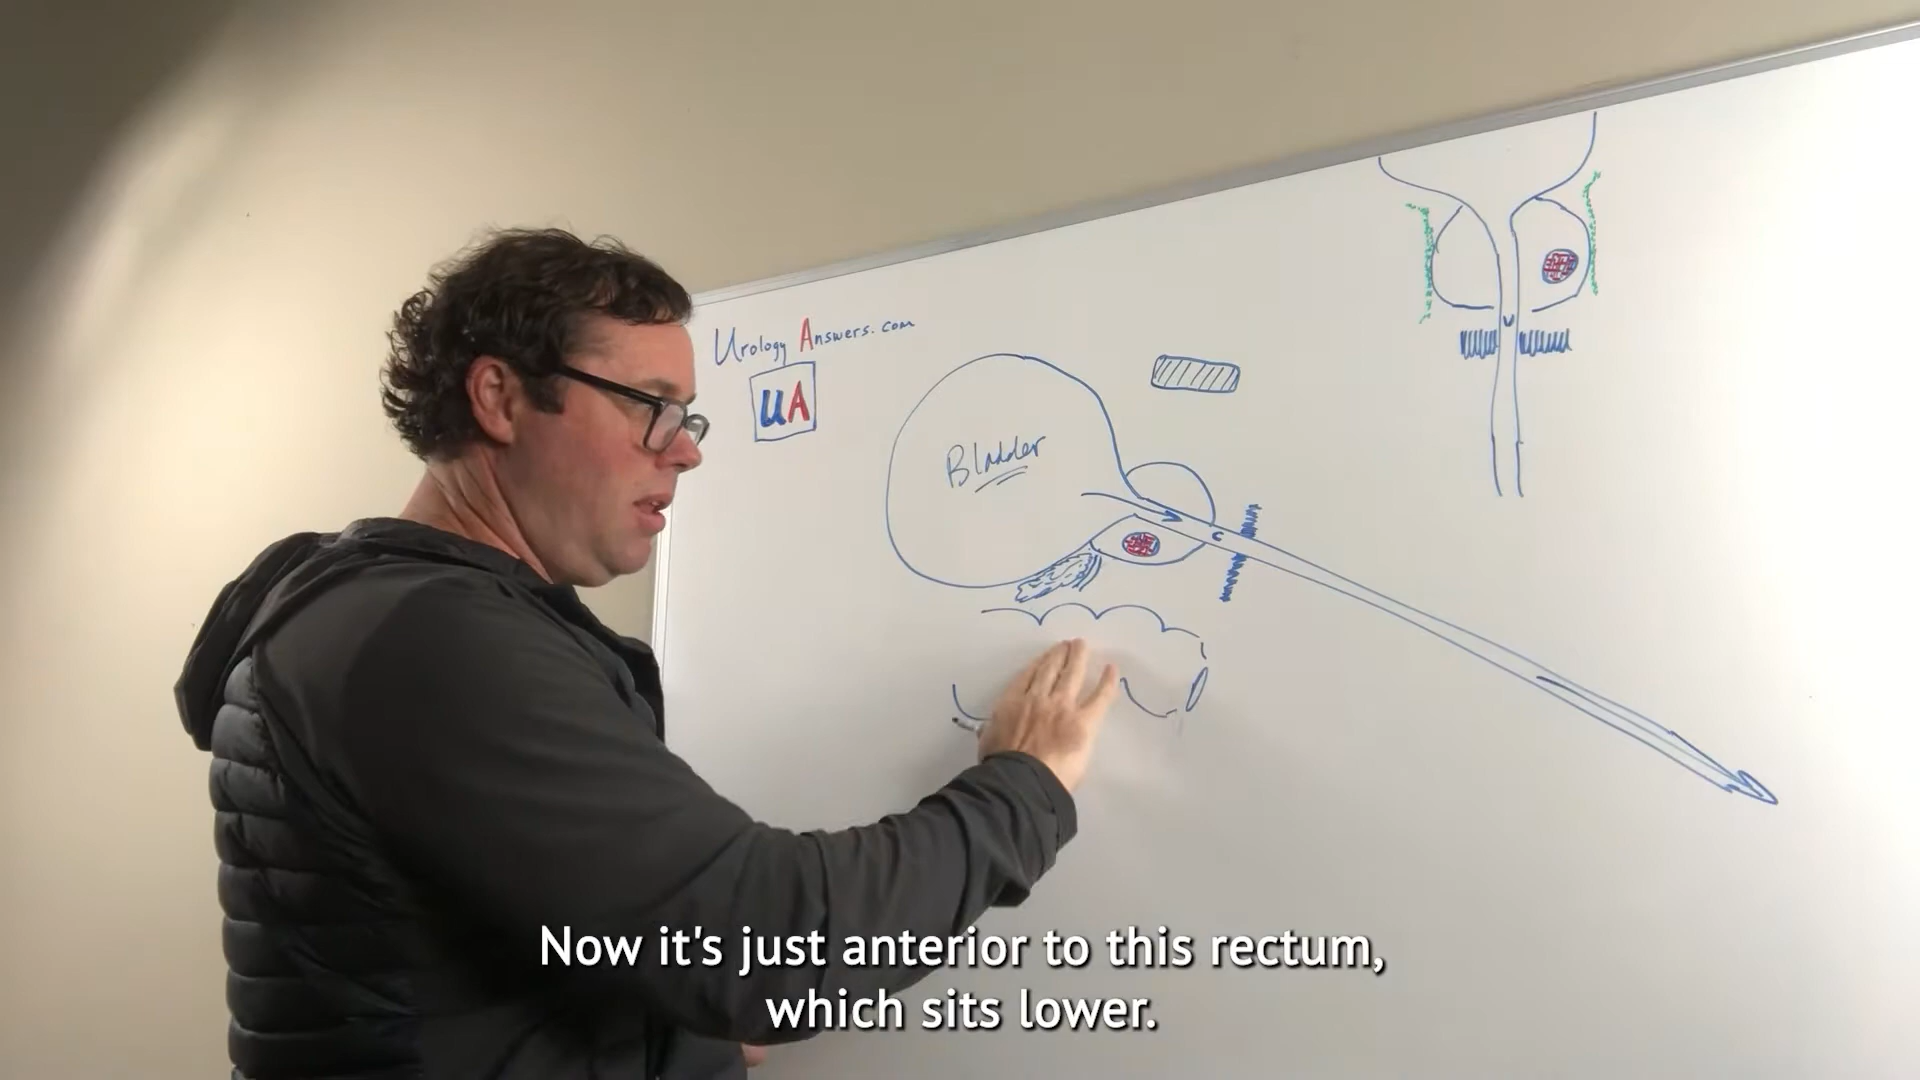 Urology Answers.com
UA
Bladder
Now it's just anterior to this rectum,
which sits lower.